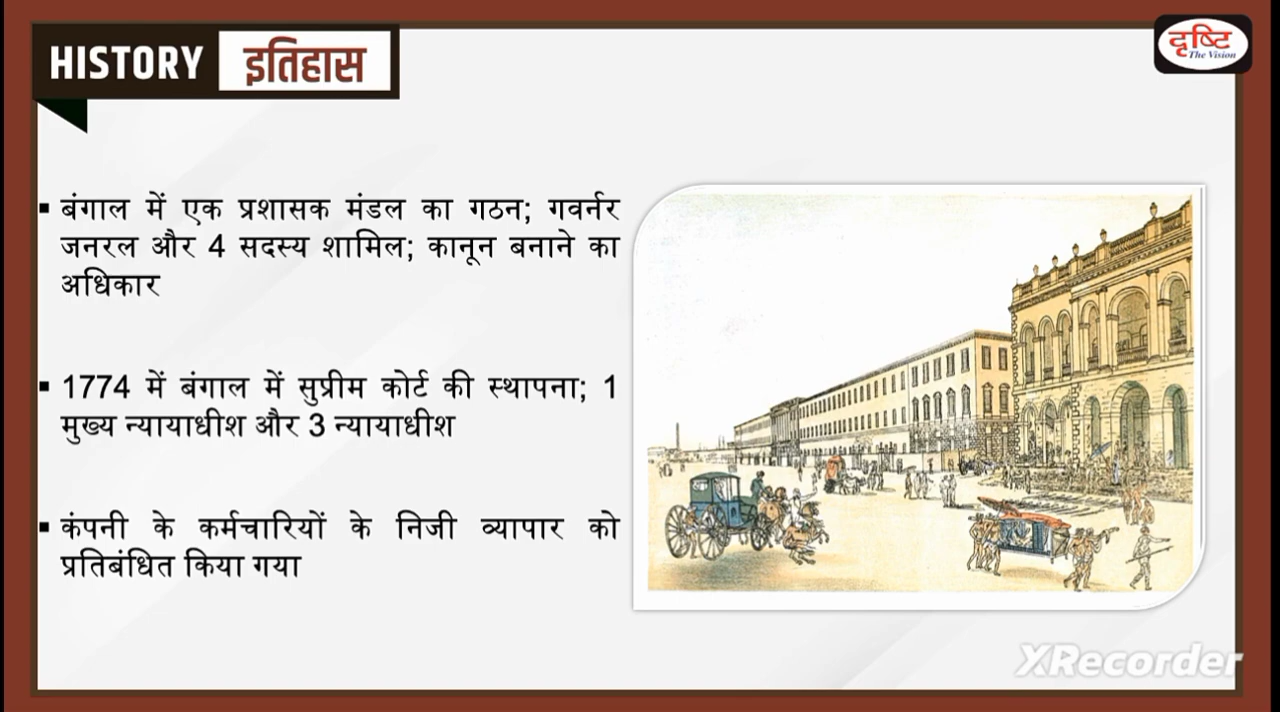 HISTORY इतिहास
दृष्टि
The Vision
▪ बंगाल में एक प्रशासक मंडल का गठन; गवर्नर
जनरल और 4 सदस्य शामिल; कानून बनाने का
अधिकार
▪ 1774 में बंगाल में सुप्रीम कोर्ट की स्थापना; 1
मुख्य न्यायाधीश और 3 न्यायाधीश
▪ कंपनी के कर्मचारियों के निजी व्यापार को
प्रतिबंधित किया गया
XRecorder